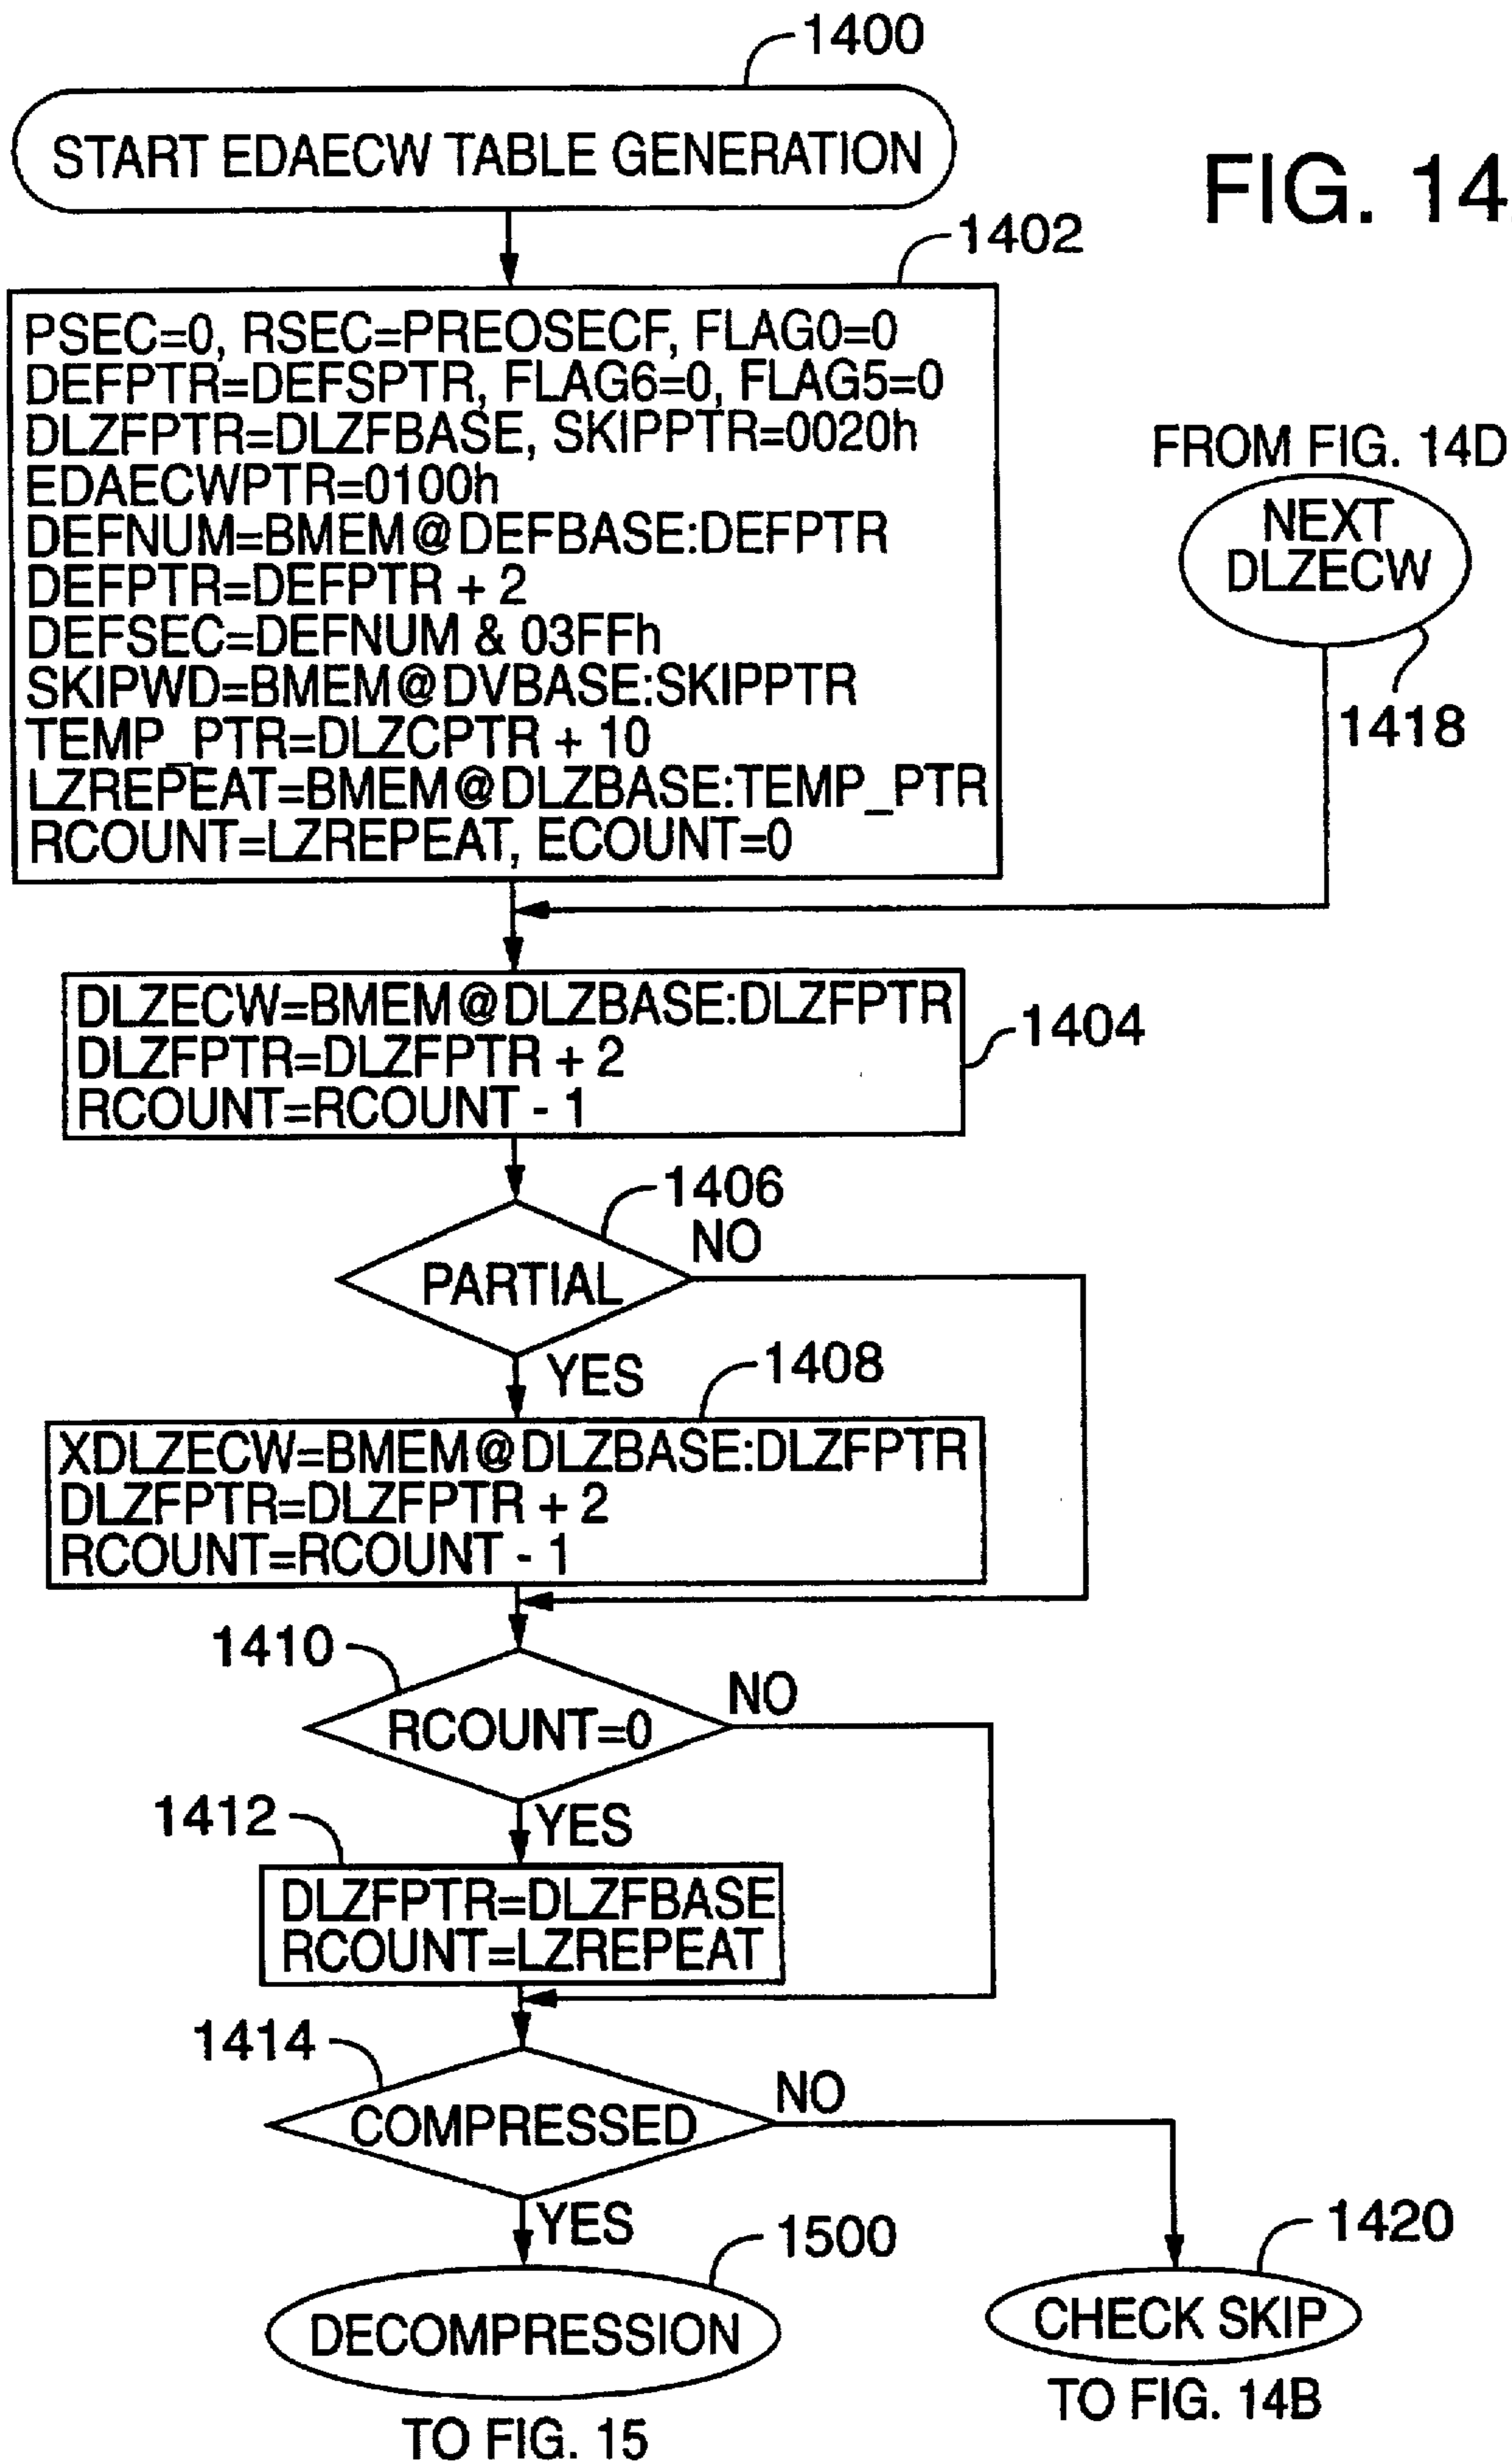 1400
START EDAECW TABLE GENERATION
FIG. 14
1402
PSEC=0, RSEC=PREOSECF, FLAG0=0
DEFPTR=DEFSPTR, FLAG6=0, FLAG5=0
DLZFPTR=DLZFBASE, SKIPPTR=0020h
EDAECWPTR=0100h
DEFNUM=BMEM@DEFBASE:DEFPTR
DEFPTR=DEFPTR + 2
DEFSEC=DEFNUM & 03FFh
SKIPWD=BMEM@DVBASE:SKIPPTR
TEMP_PTR=DLZCPTR + 10
LZREPEAT=BMEM@DLZBASE:TEMP_PTR
RCOUNT=LZREPEAT, ECOUNT=0
FROM FIG. 14D
NEXT
DLZECW
1418
DLZECW=BMEM@DLZBASE:DLZFPTR
DLZFPTR=DLZFPTR + 2
RCOUNT=RCOUNT - 1
1404
1406
NO
PARTIAL
YES
1408
XDLZECW=BMEM@DLZBASE:DLZFPTR
DLZFPTR=DLZFPTR + 2
RCOUNT=RCOUNT - 1
1410
NO
RCOUNT=0
1412
YES
DLZFPTR=DLZFBASE
RCOUNT=LZREPEAT
1414
NO
COMPRESSED
YES
1500
1420
DECOMPRESSION
CHECK SKIP
TO FIG. 15
TO FIG. 14B